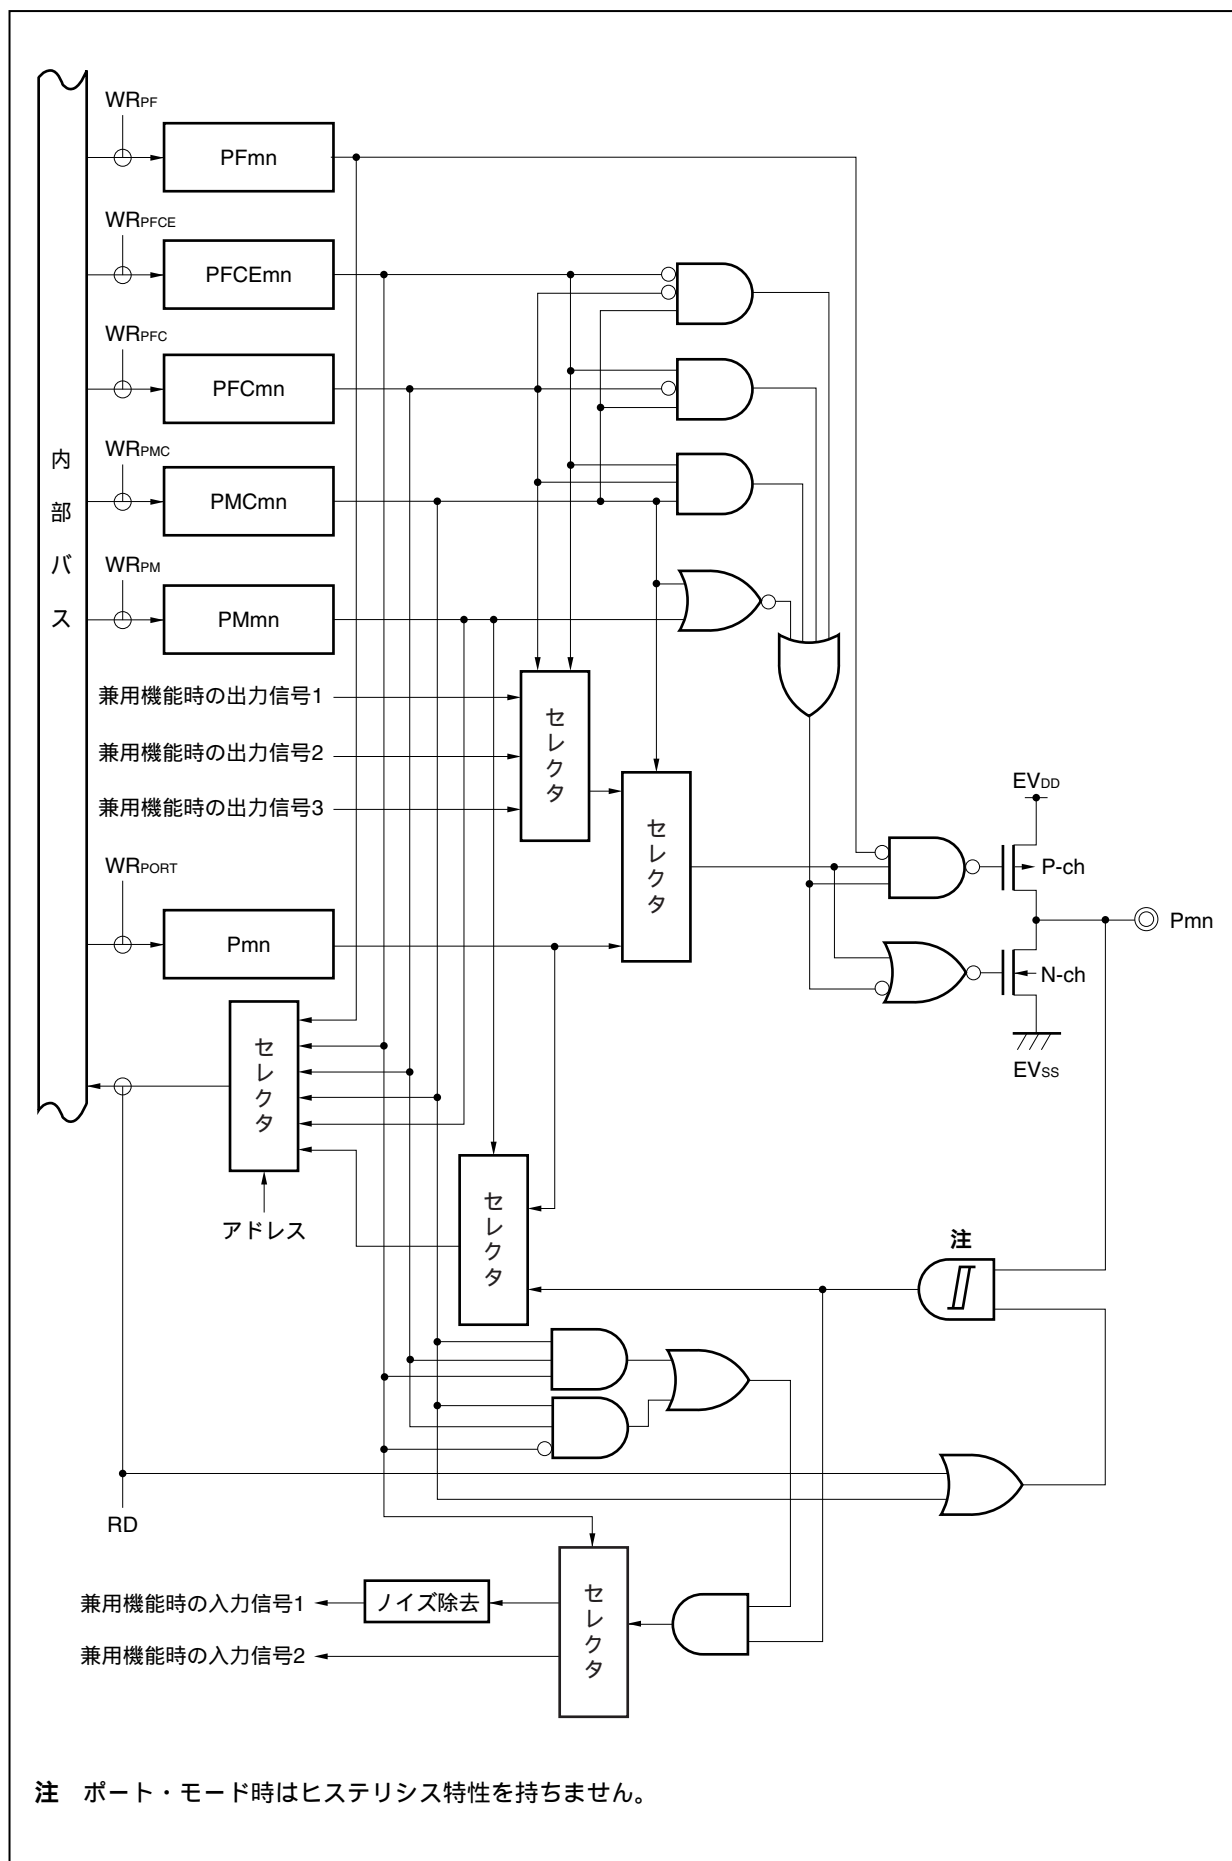 WRPF
PFmn
WRPFCE
PFCEmn
WRPFC
PFCmn
内部バス
WRPMC
PMCmn
WRPM
PMmn
兼用機能時の出力信号1
兼用機能時の出力信号2
兼用機能時の出力信号3
セレクタ
セレクタ
EVDD
P-ch
Pmn
N-ch
EVSS
WRPORT
Pmn
セレクタ
アドレス
セレクタ
注
RD
セレクタ
ノイズ除去
兼用機能時の入力信号1
兼用機能時の入力信号2
注 ポート・モード時はヒステリシス特性を持ちません。